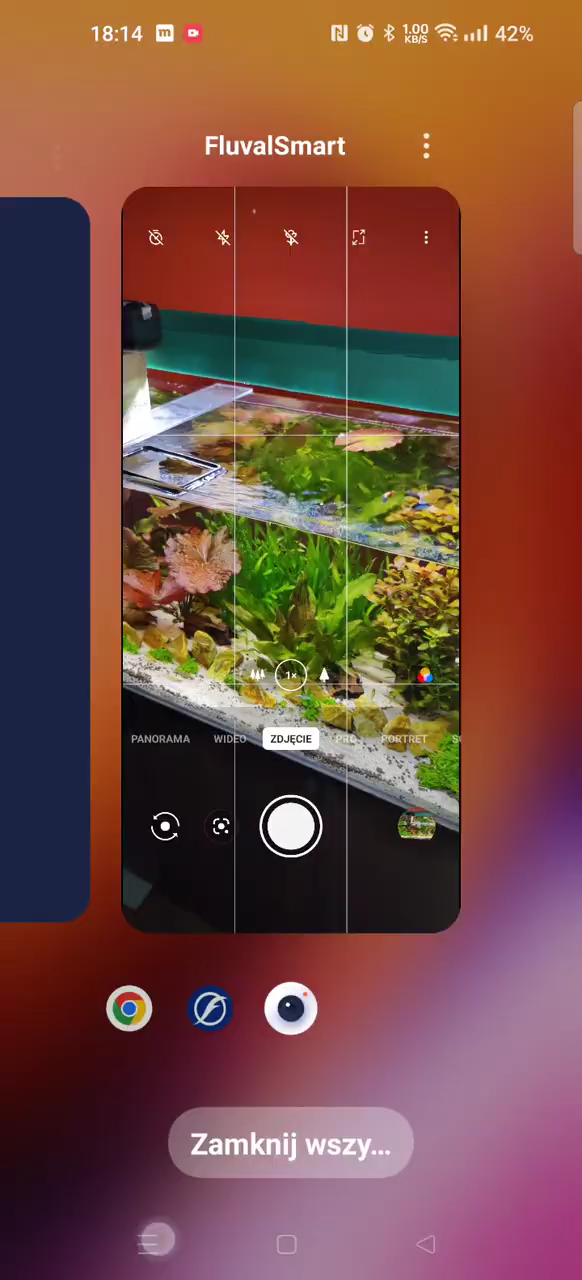 18:14 m 1.00 KB/S 42%
FluvalSmart
1×
PANORAMA WIDEO ZDJĘCIE PRO PORTRET
Zamknij wszy...